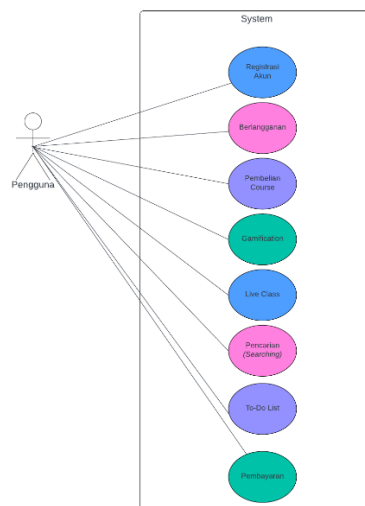 System
Registrasi
Akun
Berlangganan
Pengguna
Pembelian
Course
Gamification
Live Class
Pencarian
(Searching)
To-Do List
Pembayaran